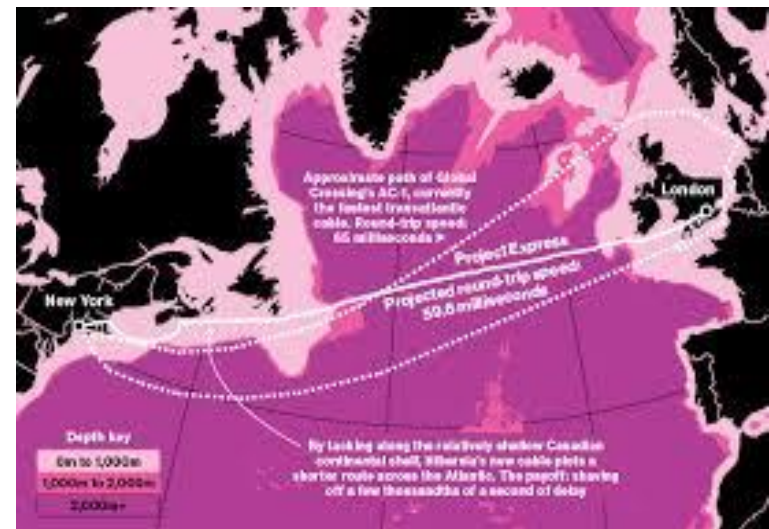 Approximate path of Global
Crossing's AC-1, currently
the fastest transatlantic
cable. Round-trip speed:
65 milliseconds
London
Project Express
Projected round-trip speed:
59.6 milliseconds
New York
Depth key
0m to 1,000m
1,000m to 2,000m
2,000m+
By tacking along the relatively shallow Canadian
continental shelf, Hibernia's new cable plots a
shorter route across the Atlantic. The payoff: shaving
off a few thousandths of a second of delay